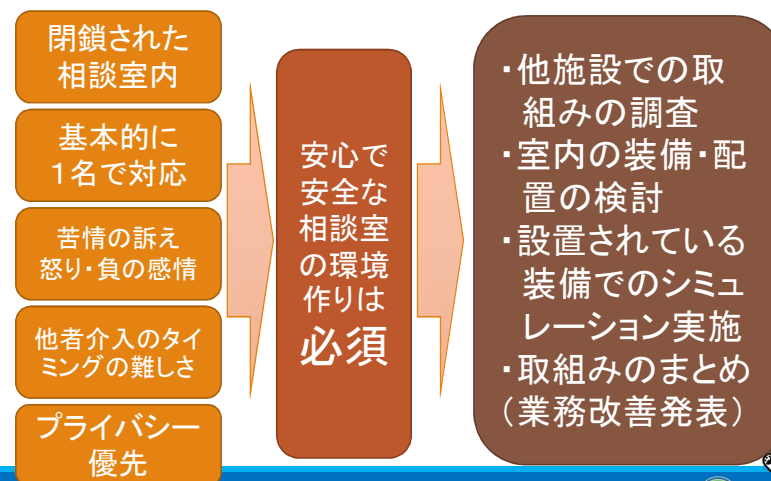 閉鎖された
相談室内
基本的に
1名で対応
苦情の訴え
怒り・負の感情
他者介入のタイ
ミングの難しさ
プライバシー
優先
安心で
安全な
相談室
の環境
作りは
必須
・他施設での取
組みの調査
・室内の装備・配
置の検討
・設置されている
装備でのシミュ
レーション実施
・取組みのまとめ
（業務改善発表）